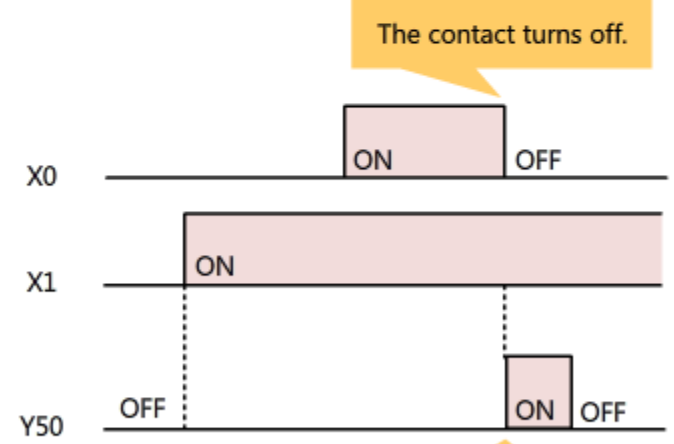 The contact turns off.
X0
ON
OFF
X1
ON
Y50
OFF
ON
OFF